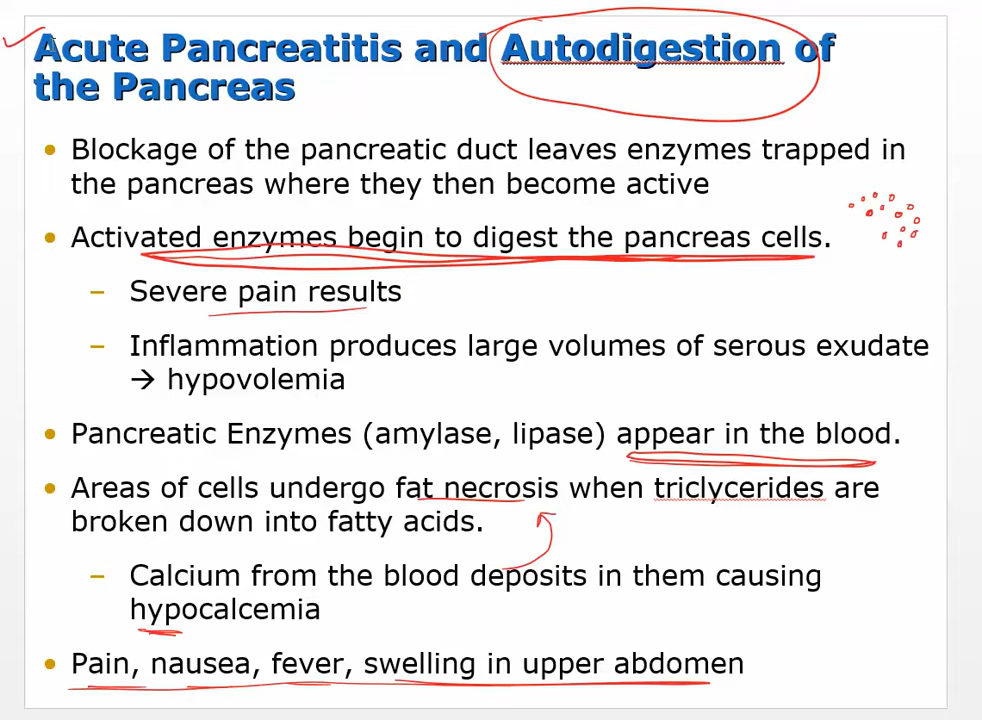 Acute Pancreatitis and Autodigestion of
the Pancreas
• Blockage of the pancreatic duct leaves enzymes trapped in
the pancreas where they then become active
• Activated enzymes begin to digest the pancreas cells.
– Severe pain results
– Inflammation produces large volumes of serous exudate
→ hypovolemia
• Pancreatic Enzymes (amylase, lipase) appear in the blood.
• Areas of cells undergo fat necrosis when triclycerides are
broken down into fatty acids.
– Calcium from the blood deposits in them causing
hypocalcemia
• Pain, nausea, fever, swelling in upper abdomen